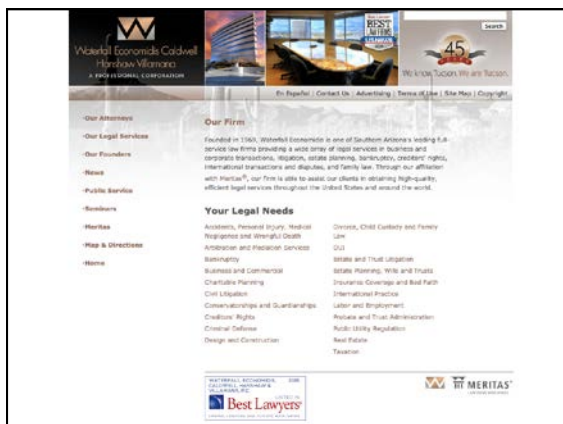 Search
Waterfall Economidis Caldwell
Hanshaw Villamana
A PROFESSIONAL CORPORATION
BEST
LAW FIRMS
45
YEARS
We know Tucson. We are Tucson.
En Español | Contact Us | Advertising | Terms of Use | Site Map | Copyright
Our Attorneys
Our Legal Services
Our Founders
News
Public Service
Seminars
Meritas
Map & Directions
Home
Our Firm
Founded in 1969, Waterfall Economidis is one of Southern Arizona's leading full-
service law firms providing a wide array of legal services in business and
corporate transactions, litigation, estate planning, bankruptcy, creditors' rights,
international transactions and disputes, and family law. Through our affiliation
with Meritas®, our firm is able to assist our clients in obtaining high-quality,
efficient legal services throughout the United States and around the world.
Your Legal Needs
Accidents, Personal Injury, Medical
Negligence and Wrongful Death
Arbitration and Mediation Services
Bankruptcy
Business and Commercial
Charitable Planning
Civil Litigation
Conservatorships and Guardianships
Creditors' Rights
Criminal Defense
Design and Construction
Divorce, Child Custody and Family
Law
DUI
Estate and Trust Litigation
Estate Planning, Wills and Trusts
Insurance Coverage and Bad Faith
International Practice
Labor and Employment
Probate and Trust Administration
Public Utility Regulation
Real Estate
Taxation
WATERFALL ECONOMIDIS,
CALDWELL HANSHAW &
VILLAMANA, P.C.
Best Lawyers
MERITAS